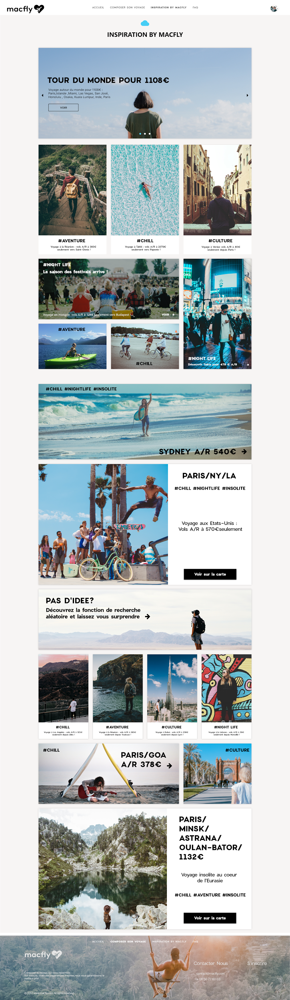 macfly
ACCUEIL
COMPOSER SON VOYAGE
INSPIRATION BY MACFLY
FAQ
INSPIRATION BY MACFLY
TOUR DU MONDE POUR 1108€
Voyage autour du monde pour 1108€ :
Paris,Islande ,Miami, Las Vegas, San José,
Honolulu , Osaka, Kuala Lumpur, Inde, Paris
VOIR
#AVENTURE
Voyage à la Réunion : vols A/R à 383€
seulement vers Saint-Denis !
#CHILL
Voyage à Tahiti : vols A/R à 1079€
seulement vers Papeete !
#CULTURE
Voyage à Venise vols A/R à 40€
seulement depuis Paris !
#NIGHT LIFE
La saison des festivals arrive !
Voyage en Hongrie: vols A/R à 124€ seulement vers Budapest !
VOIR
#AVENTURE
#CHILL
#NIGHT LIFE
Découvrir Tokio pour 478 € A/R
#CHILL #NIGHTLIFE #INSOLITE
SYDNEY A/R 540€
PARIS/NY/LA
#CHILL #NIGHTLIFE #INSOLITE
Voyage aux Etats-Unis :
Vols A/R à 570€seulement
Voir sur la carte
PAS D'IDEE?
Découvrez la fonction de recherche
aléatoire et laissez vous surprendre
#CHILL
Voyage à Los Angeles : vols A/R à 321€
seulement depuis Lilles !
#AVENTURE
Voyage à la Réunion : vols A/R à 383€
seulement depuis Toulouse !
#CULTURE
Voyage à Dubaï : vols A/R à 238€
seulement depuis Lyon !
#NIGHT LIFE
Voyage à la Lisbone : vols A/R à 39€
seulement depuis Marseille !
#CHILL
PARIS/GOA
A/R 378€
#CULTURE
PARIS/
MINSK/
ASTRANA/
OULAN-BATOR/
1132€
Voyage insolite au coeur
de l'Eurasie
#CHILL #AVENTURE #INSOLITE
Voir sur la carte
ACCUEIL
COMPOSER SON VOYAGE
INSPIRATION BY MACFLY
FAQ
macfly
Contacter Nous
S'inscrire
contact@macfly.com
+ 06 50 77 60 03
Composer le voyage qui vous ressemble.
Sur mesure, vivez des experiences insolites,nous vous garantissons le
meilleur prix!
© 2017 www.macfly.com All rights reserved